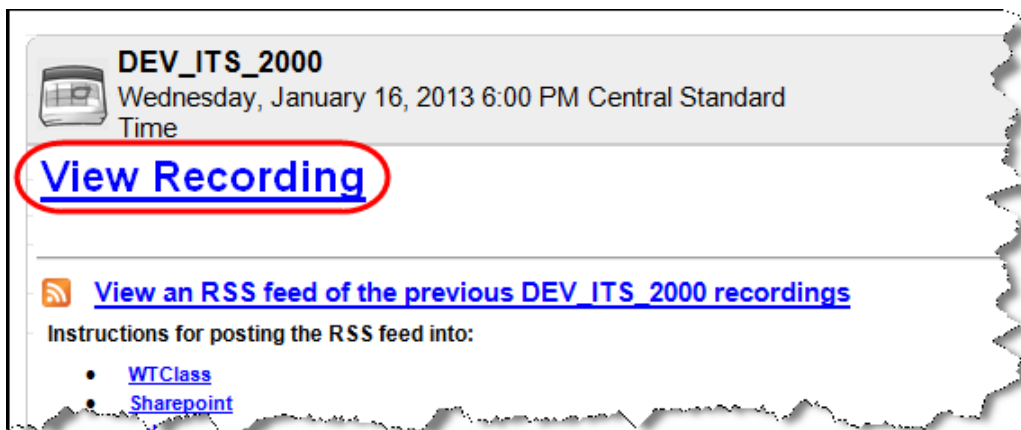 DEV_ITS_2000
Wednesday, January 16, 2013 6:00 PM Central Standard
Time
View Recording
View an RSS feed of the previous DEV_ITS_2000 recordings
Instructions for posting the RSS feed into:
• WTClass
• Sharepoint